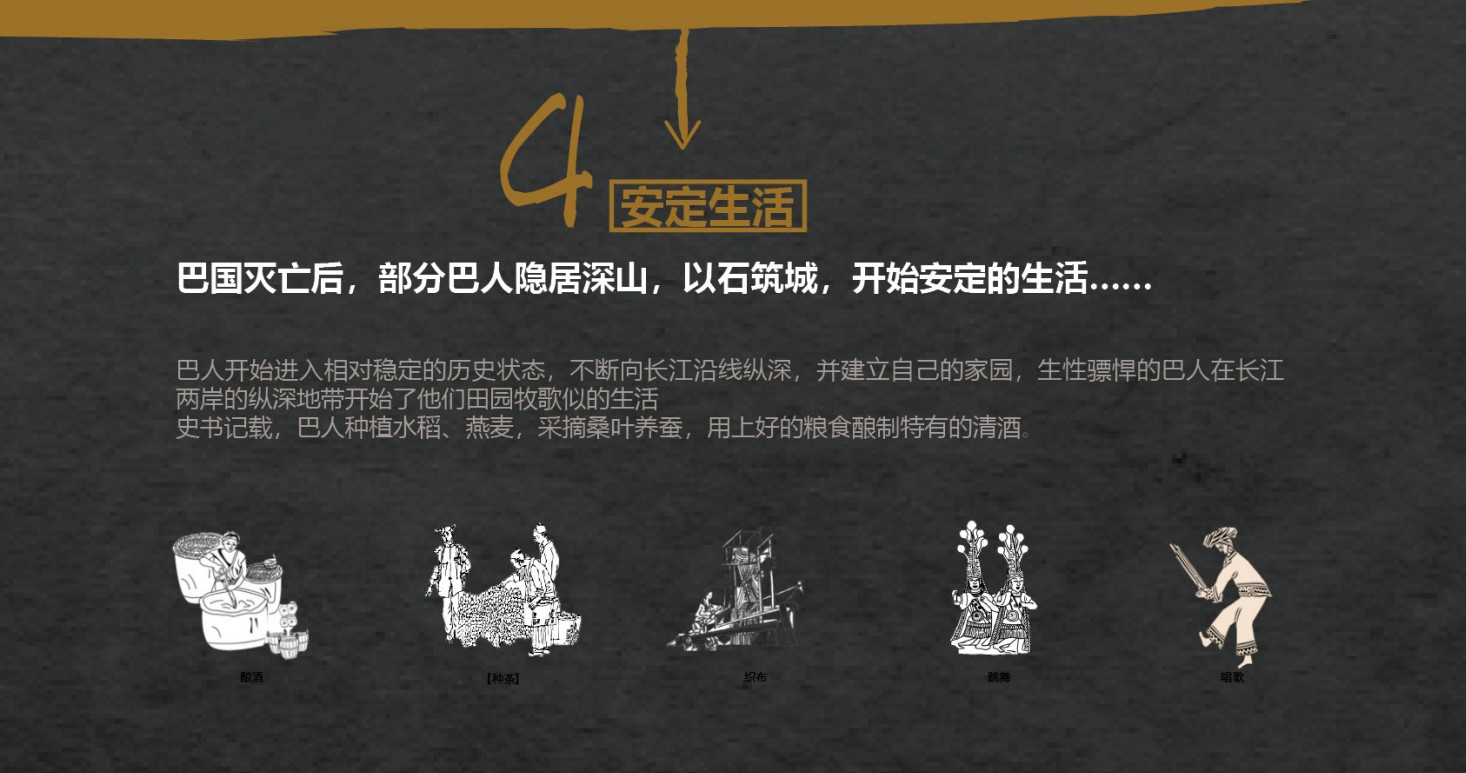 4
安定生活
巴国灭亡后，部分巴人隐居深山，以石筑城，开始安定的生活……
巴人开始进入相对稳定的历史状态，不断向长江沿线纵深，并建立自己的家园，生性骠悍的巴人在长江
两岸的纵深地带开始了他们田园牧歌似的生活
史书记载，巴人种植水稻、燕麦，采摘桑叶养蚕，用上好的粮食酿制特有的清酒。
酿酒
【种茶】
织布
跳舞
唱歌